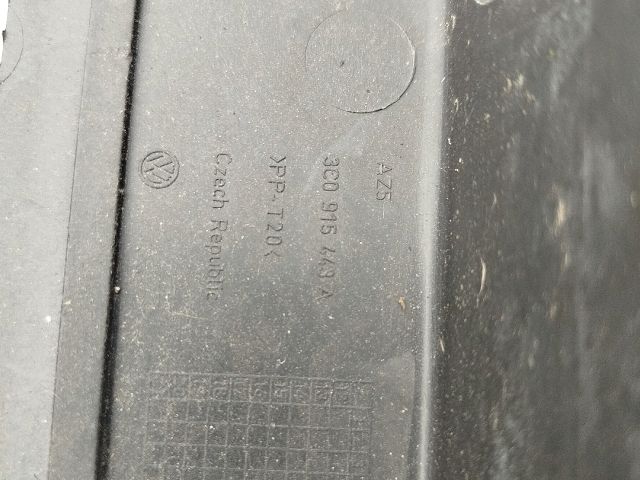 AZ5
3C0 915 443 A
>PP-T20<
Czech Republic